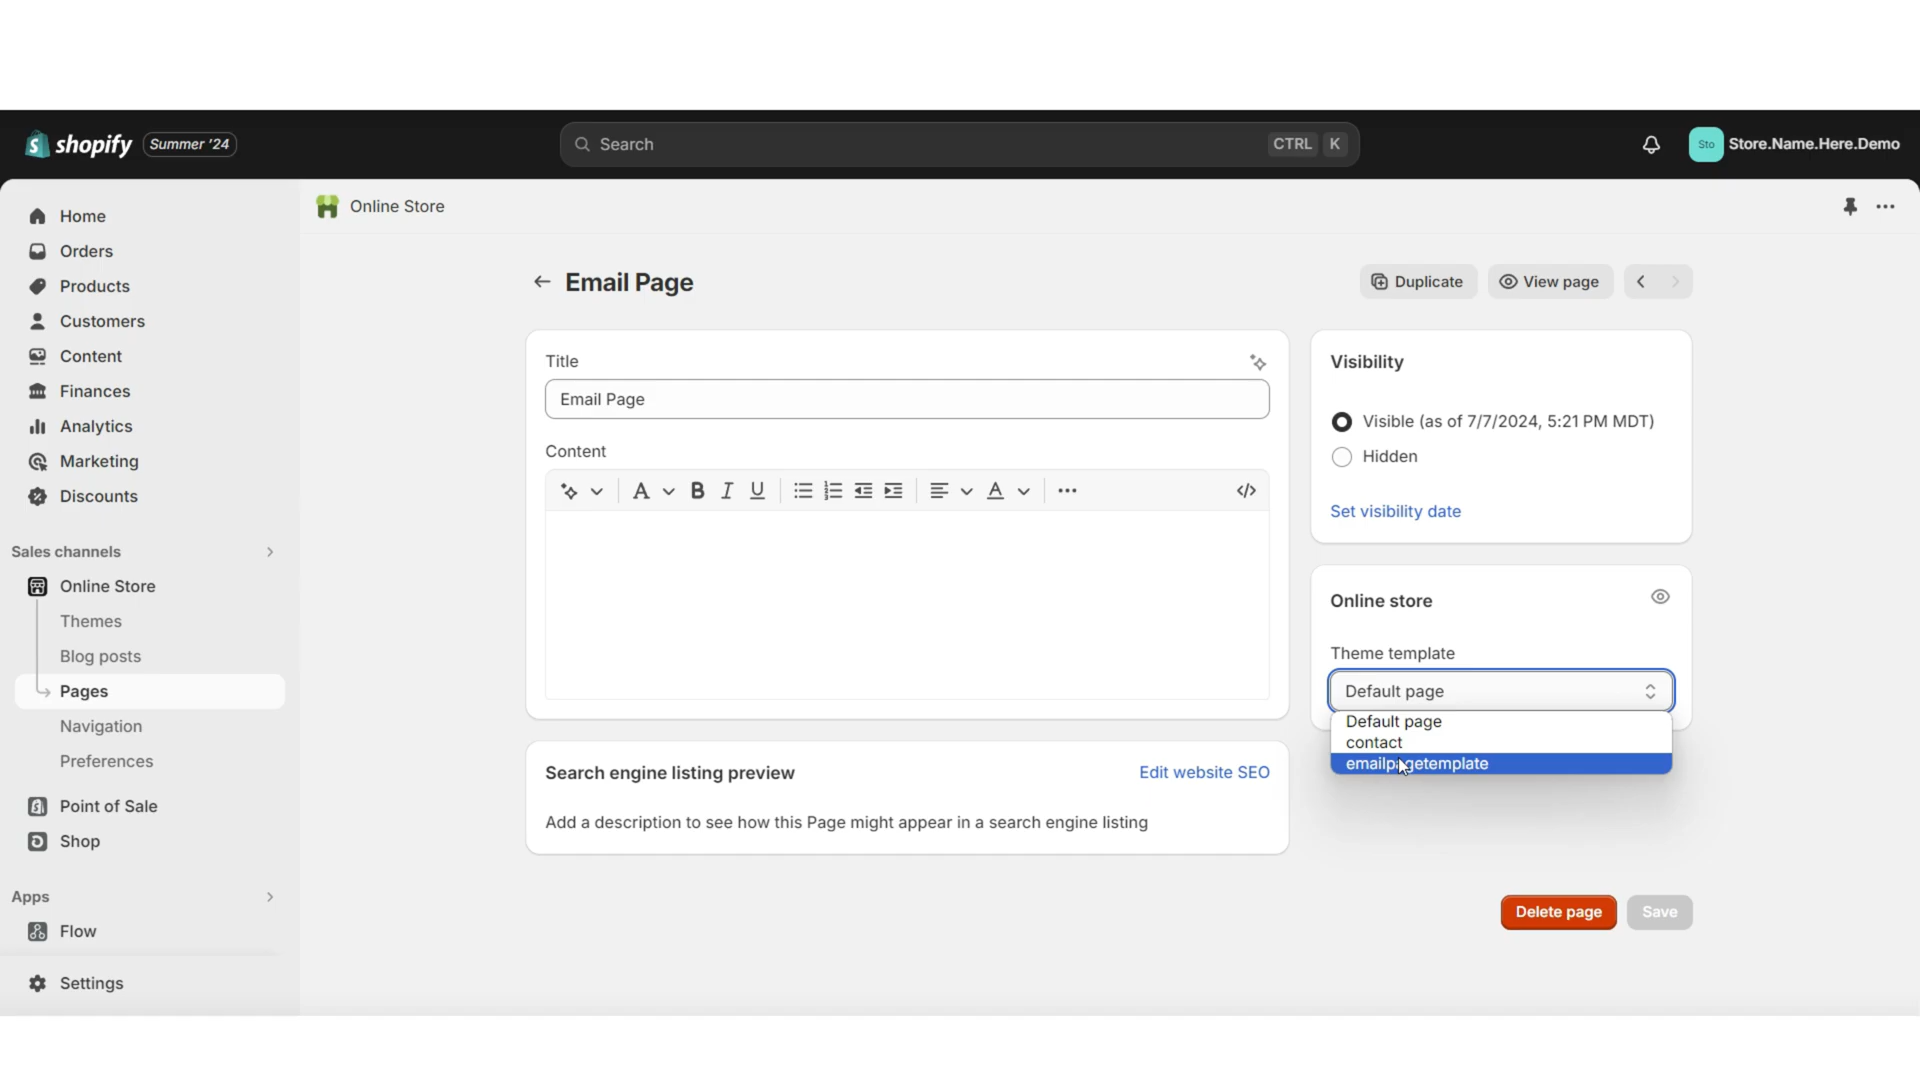 shopify Summer '24
Search CTRL K
Sto Store.Name.Here.Demo
Home
Orders
Products
Customers
Content
Finances
Analytics
Marketing
Discounts
Sales channels
Online Store
Themes
Blog posts
Pages
Navigation
Preferences
Point of Sale
Shop
Apps
Flow
Settings
Online Store
Email Page
Duplicate
View page
Title
Email Page
Content
A B I U A
Search engine listing preview
Edit website SEO
Add a description to see how this Page might appear in a search engine listing
Visibility
Visible (as of 7/7/2024, 5:21 PM MDT)
Hidden
Set visibility date
Online store
Theme template
Default page
Default page
contact
emailpagetemplate
Delete page
Save